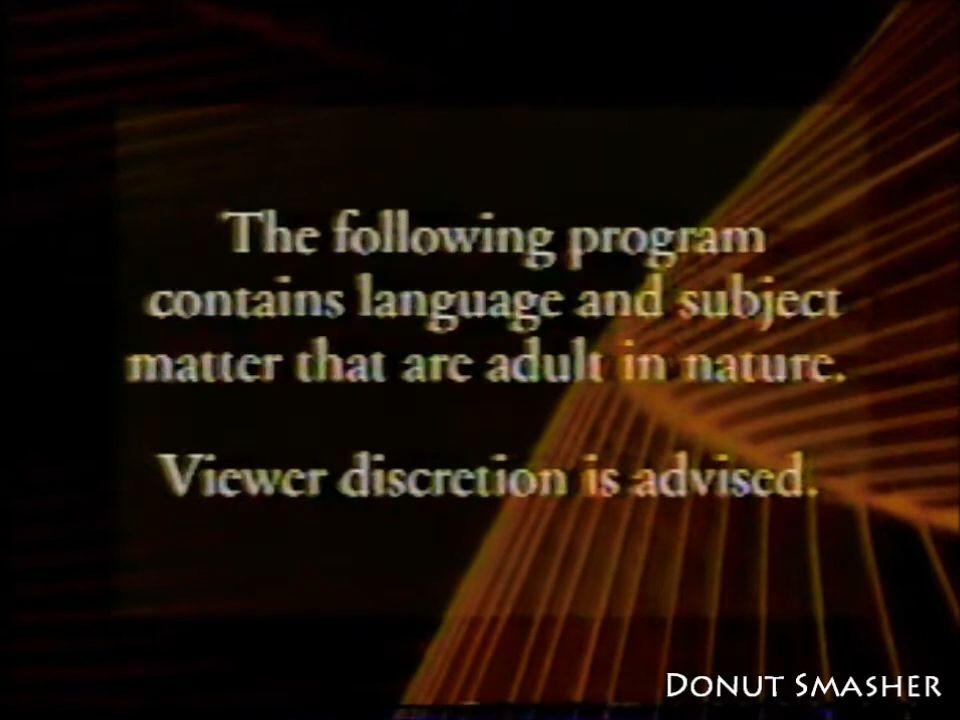 The following program
contains language and subject
matter that are adult in nature.
Viewer discretion is advised.
DONUT SMASHER